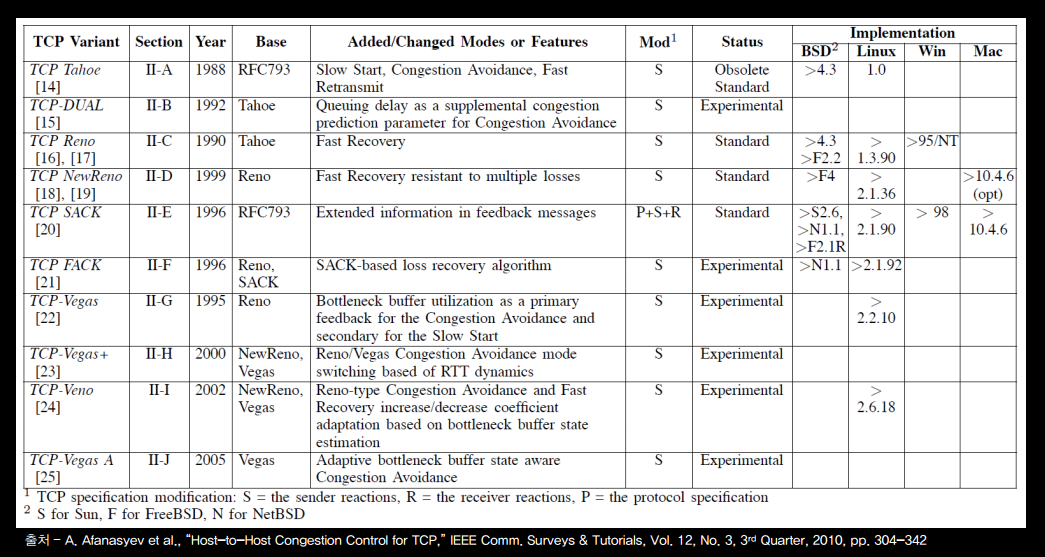 TCP Variant Section Year Base Added/Changed Modes or Features Mod1 Status Implementation
BSD2 Linux Win Mac
TCP Tahoe II-A 1988 RFC793 Slow Start, Congestion Avoidance, Fast S Obsolete >4.3 1.0
[14] Retransmit Standard
TCP-DUAL II-B 1992 Tahoe Queuing delay as a supplemental congestion S Experimental
[15] prediction parameter for Congestion Avoidance
TCP Reno II-C 1990 Tahoe Fast Recovery S Standard >4.3 > >95/NT
[16], [17] >F2.2 1.3.90
TCP NewReno II-D 1999 Reno Fast Recovery resistant to multiple losses S Standard >F4 > >10.4.6
[18], [19] 2.1.36 (opt)
TCP SACK II-E 1996 RFC793 Extended information in feedback messages P+S+R Standard >S2.6, > > 98 >
[20] >N1.1, 2.1.90 10.4.6
>F2.1R
TCP FACK II-F 1996 Reno, SACK-based loss recovery algorithm S Experimental >N1.1 >2.1.92
[21] SACK
TCP-Vegas II-G 1995 Reno Bottleneck buffer utilization as a primary S Experimental >
[22] feedback for the Congestion Avoidance and 2.2.10
secondary for the Slow Start
TCP-Vegas+ II-H 2000 NewReno, Reno/Vegas Congestion Avoidance mode S Experimental
[23] Vegas switching based of RTT dynamics
TCP-Veno II-I 2002 NewReno, Reno-type Congestion Avoidance and Fast S Experimental >
[24] Vegas Recovery increase/decrease coefficient 2.6.18
adaptation based on bottleneck buffer state
estimation
TCP-Vegas A II-J 2005 Vegas Adaptive bottleneck buffer state aware S Experimental
[25] Congestion Avoidance
1 TCP specification modification: S = the sender reactions, R = the receiver reactions, P = the protocol specification
2 S for Sun, F for FreeBSD, N for NetBSD
출처 – A. Afanasyev et al., “Host-to-Host Congestion Control for TCP,” IEEE Comm. Surveys & Tutorials, Vol. 12, No. 3, 3rd Quarter, 2010, pp. 304-342